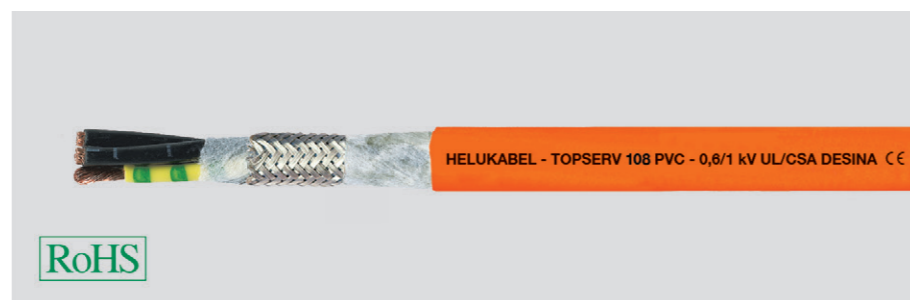 HELUKABEL - TOPSERV 108 PVC - 0,6/1 kV UL/CSA DESINA CE
RoHS